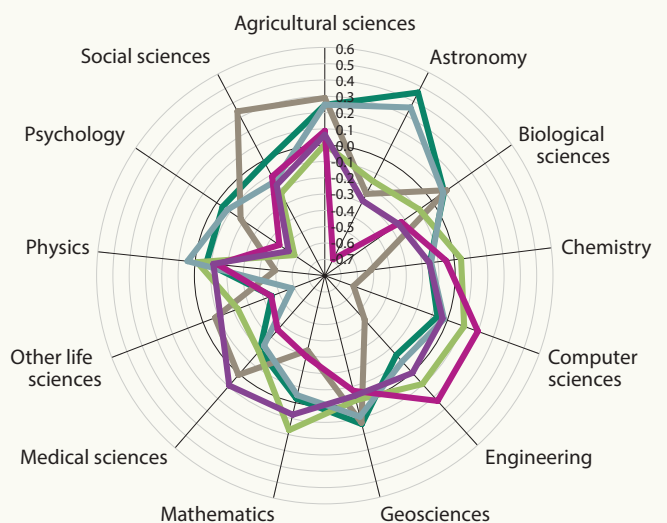 Agricultural sciences
Social sciences
Astronomy
0.6
0.5
0.4
0.3
0.2
0.1
0.0
-0.1
-0.2
-0.3
-0.4
0.5
0.6
0.7
Psychology
Biological
sciences
Physics
Chemistry
Other life
sciences
Computer
sciences
Medical sciences
Engineering
Mathematics
Geosciences